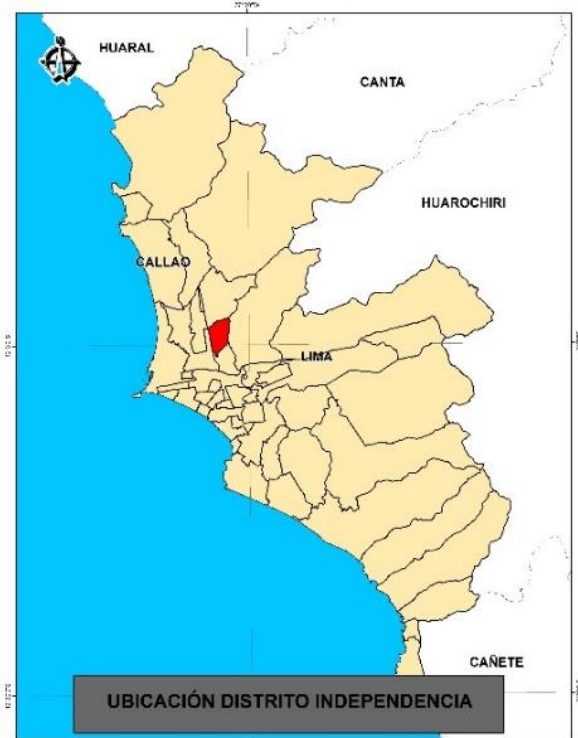 HUARAL
CANTA
HUAROCHIRI
CALLAO
LIMA
CAÑETE
UBICACIÓN DISTRITO INDEPENDENCIA